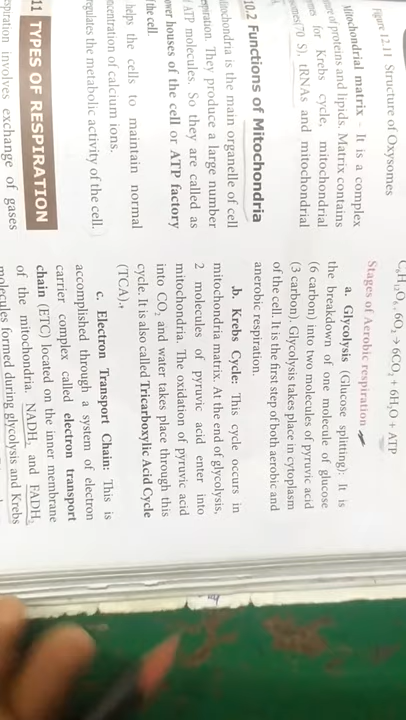 Figure 12.11 Structure of Oxysomes
Mitochondrial matrix - It is a complex
of proteins and lipids. Matrix contains
for Krebs cycle, mitochondrial
(70 S), tRNAs and mitochondrial
10.2 Functions of Mitochondria
is the main organelle of cell
They produce a large number
ATP molecules. So they are called as
houses of the cell or ATP factory
the cell.
helps the cells to maintain normal
of calcium ions.
regulates the metabolic activity of the cell.
11 TYPES OF RESPIRATION
involves exchange of gases
C₆H₁₂O₆ + 6O₂ → 6CO₂ + 6H₂O + ATP
Stages of Aerobic respiration
a. Glycolysis (Glucose splitting): It is
the breakdown of one molecule of glucose
(6 carbon) into two molecules of pyruvic acid
(3 carbon). Glycolysis takes place in cytoplasm
of the cell. It is the first step of both aerobic and
anerobic respiration.
b. Krebs Cycle: This cycle occurs in
mitochondria matrix. At the end of glycolysis,
2 molecules of pyruvic acid enter into
mitochondria. The oxidation of pyruvic acid
into CO₂ and water takes place through this
cycle. It is also called Tricarboxylic Acid Cycle
(TCA).
c. Electron Transport Chain: This is
accomplished through a system of electron
carrier complex called electron transport
chain (ETC) located on the inner membrane
of the mitochondria. NADH₂ and FADH₂
molecules formed during glycolysis and Krebs